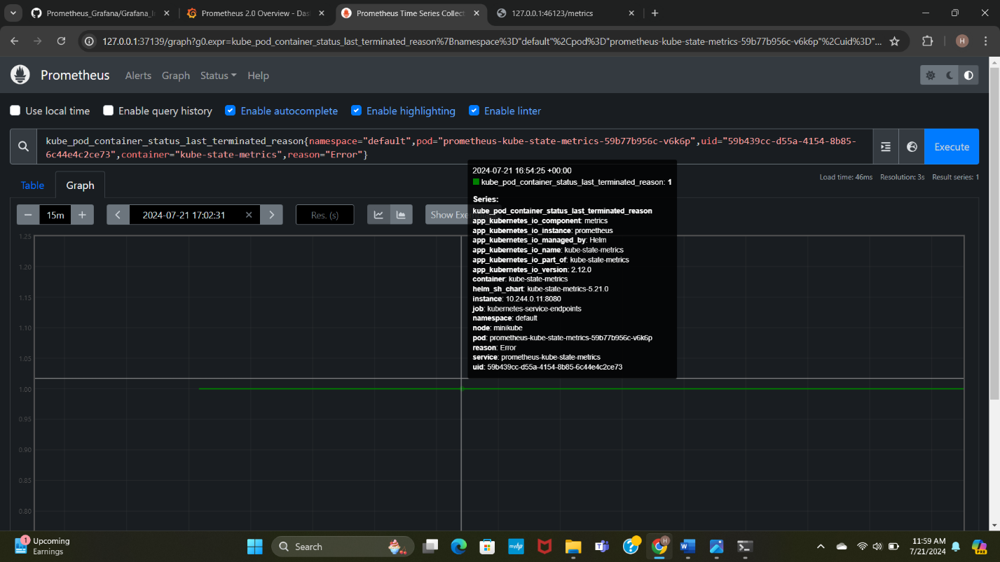 Prometheus_Grafana/Grafana_I
Prometheus 2.0 Overview - Das
Prometheus Time Series Collect
127.0.0.1:46123/metrics
127.0.0.1:37139/graph?g0.expr=kube_pod_container_status_last_terminated_reason%7Bnamespace%3D"default"%2Cpod%3D"prometheus-kube-state-metrics-59b77b956c-v6k6p"%2Cuid%3D"...
H
Prometheus
Alerts
Graph
Status
Help
Use local time
Enable query history
Enable autocomplete
Enable highlighting
Enable linter
kube_pod_container_status_last_terminated_reason{namespace="default",pod="prometheus-kube-state-metrics-59b77b956c-v6k6p",uid="59b439cc-d55a-4154-8b85-
6c44e4c2ce73",container="kube-state-metrics",reason="Error"}
Execute
Table
Graph
Load time: 46ms Resolution: 3s Result series: 1
15m
2024-07-21 17:02:31
Res. (s)
Show Exe
2024-07-21 16:54:25 +00:00
kube_pod_container_status_last_terminated_reason: 1
Series:
kube_pod_container_status_last_terminated_reason
app_kubernetes_io_component: metrics
app_kubernetes_io_instance: prometheus
app_kubernetes_io_managed_by: Helm
app_kubernetes_io_name: kube-state-metrics
app_kubernetes_io_part_of: kube-state-metrics
app_kubernetes_io_version: 2.12.0
container: kube-state-metrics
helm_sh_chart: kube-state-metrics-5.21.0
instance: 10.244.0.11:8080
job: kubernetes-service-endpoints
namespace: default
node: minikube
pod: prometheus-kube-state-metrics-59b77b956c-v6k6p
reason: Error
service: prometheus-kube-state-metrics
uid: 59b439cc-d55a-4154-8b85-6c44e4c2ce73
1.25
1.20
1.15
1.10
1.05
1.00
0.95
0.90
0.85
0.80
1
Upcoming
Earnings
Search
myhp
H
11:59 AM
7/21/2024
PRE